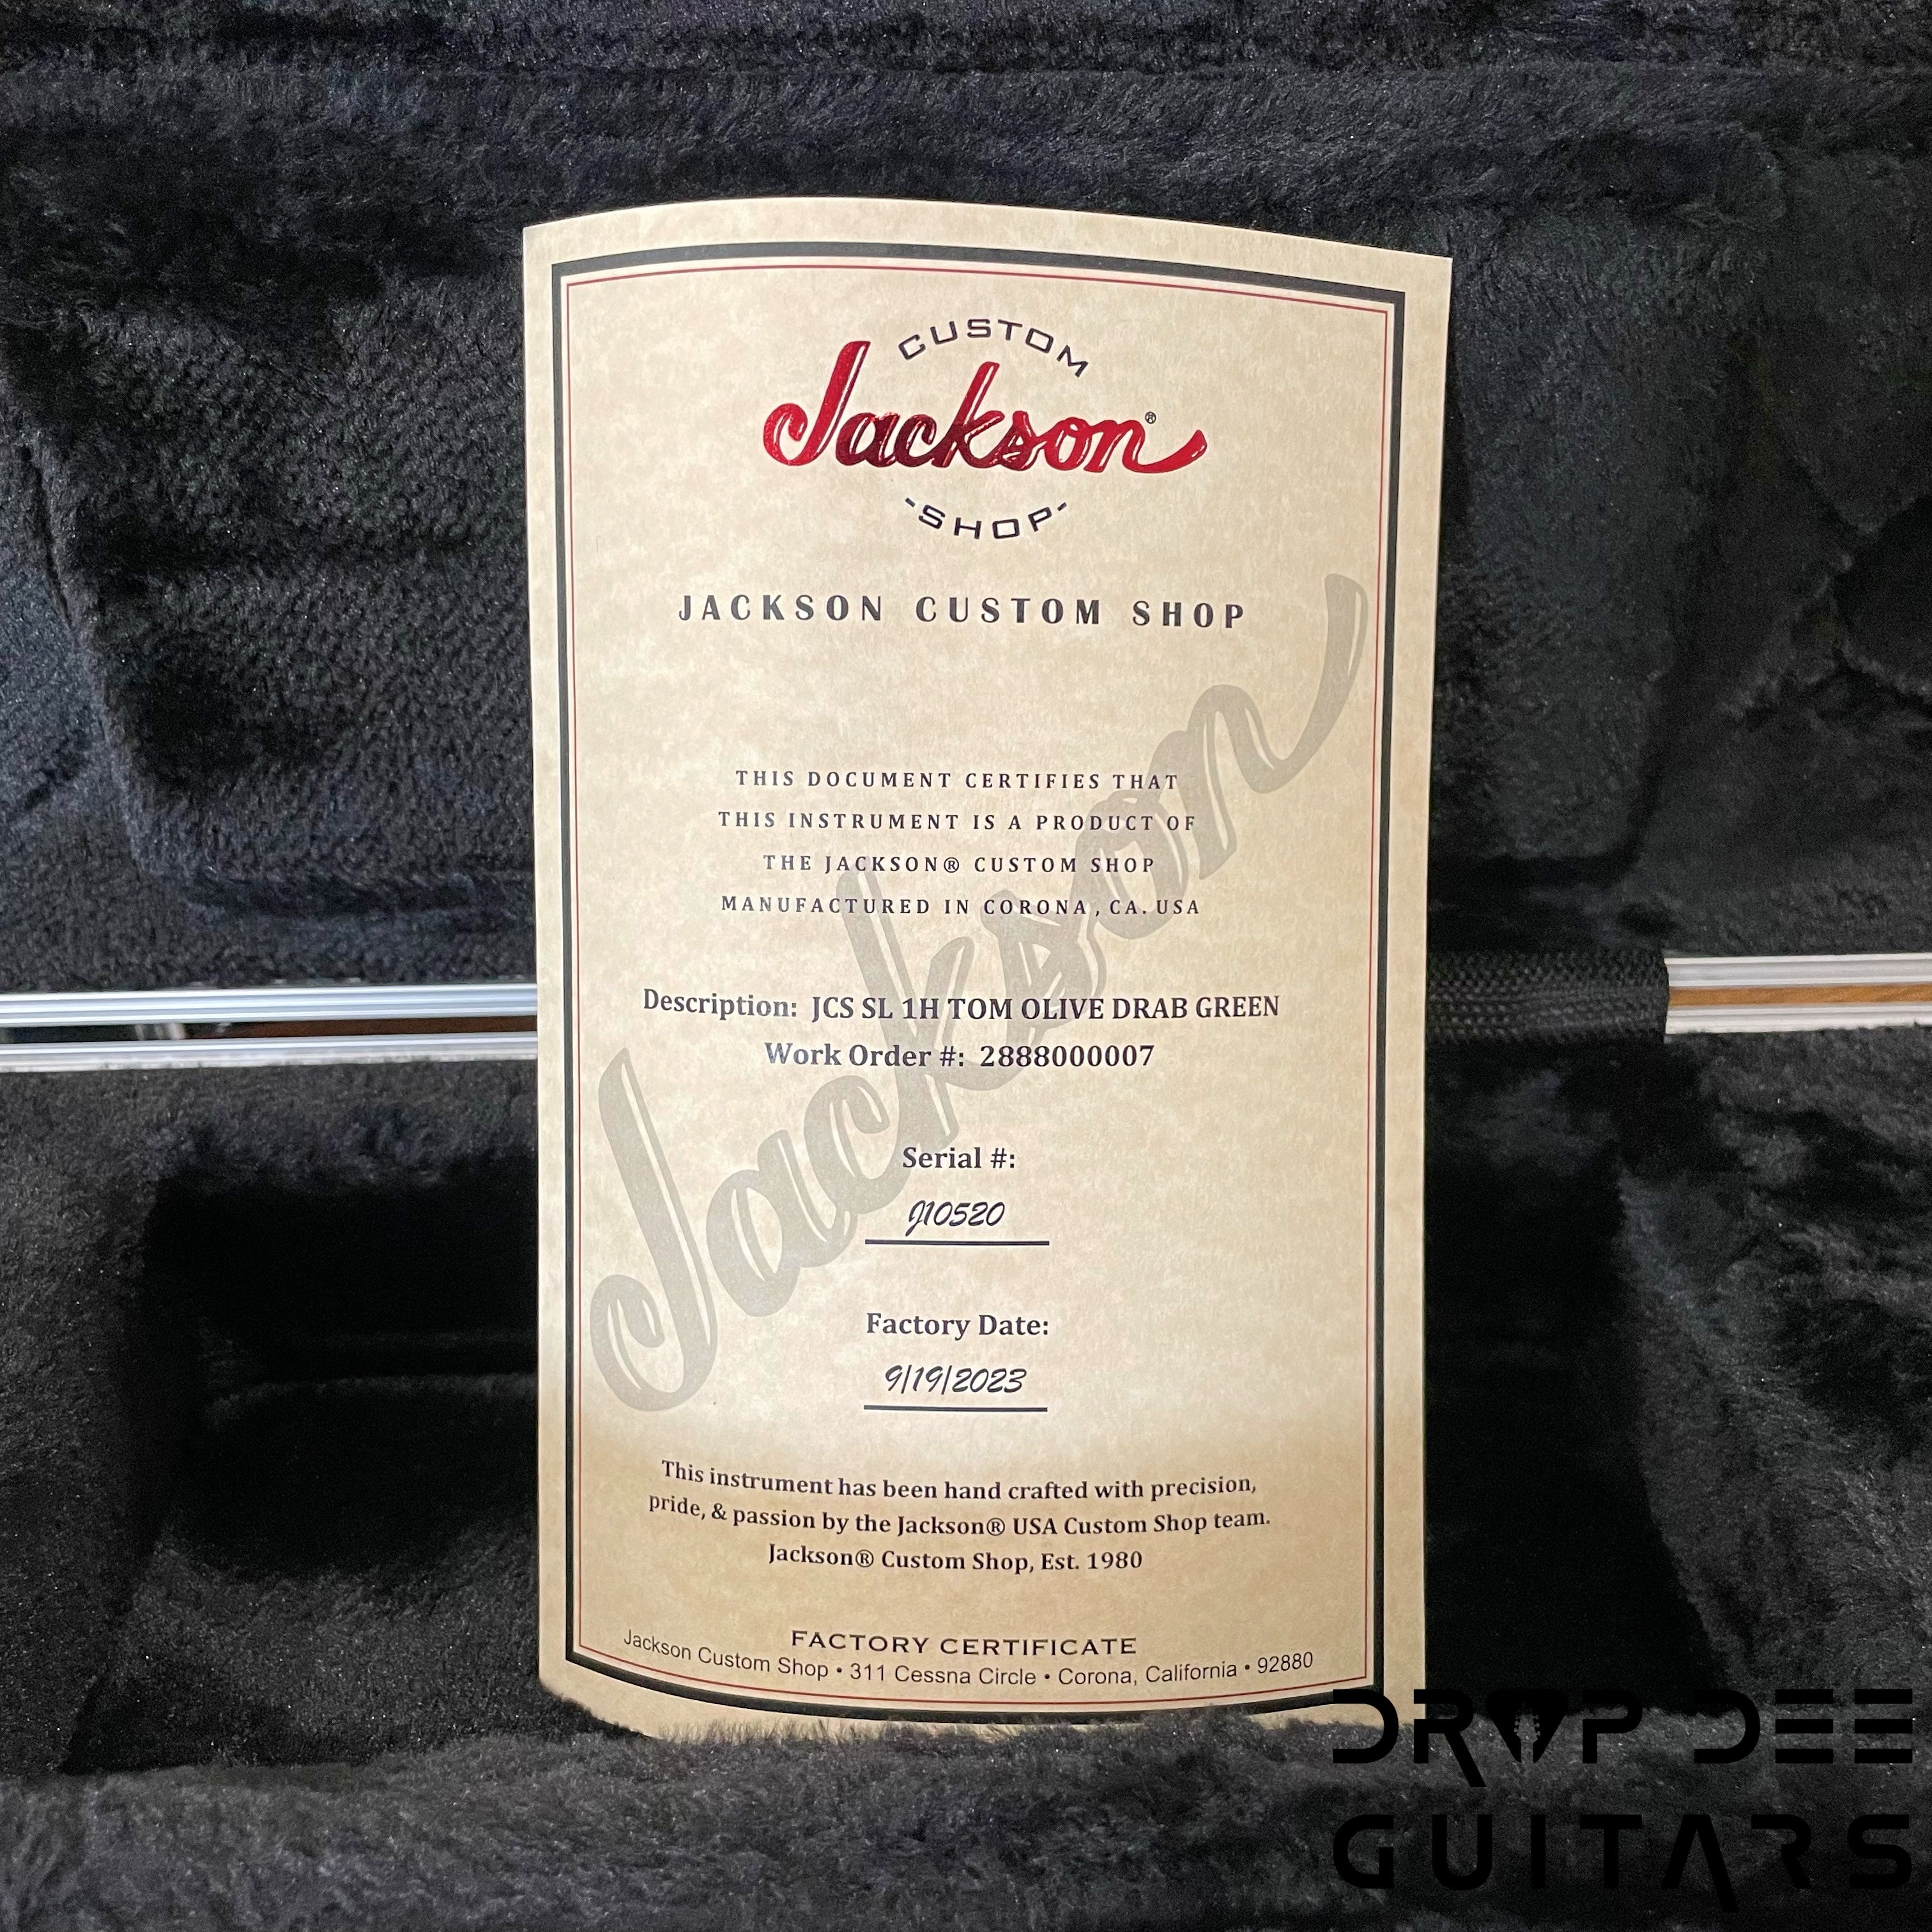 CUSTOM
Jackson®
-SHOP-
JACKSON CUSTOM SHOP
THIS DOCUMENT CERTIFIES THAT
THIS INSTRUMENT IS A PRODUCT OF
THE JACKSON® CUSTOM SHOP
MANUFACTURED IN CORONA, CA. USA
Jackson
Description: JCS SL 1H TOM OLIVE DRAB GREEN
Work Order #: 2888000007
Serial #:
J10520
Factory Date:
9/19/2023
This instrument has been hand crafted with precision,
pride, & passion by the Jackson® USA Custom Shop team.
Jackson® Custom Shop, Est. 1980
FACTORY CERTIFICATE
Jackson Custom Shop • 311 Cessna Circle • Corona, California • 92880
DROP DEE
GUITARS